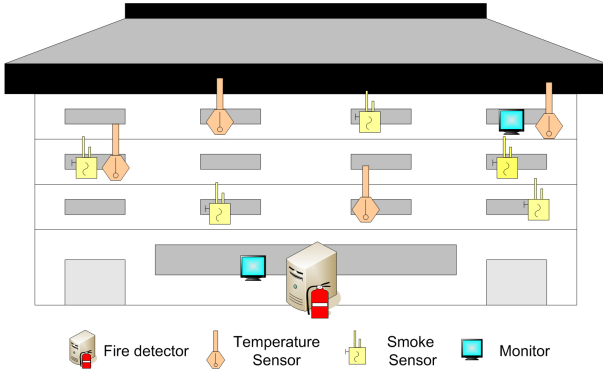 Fire detector
Temperature
Sensor
Smoke
Sensor
Monitor